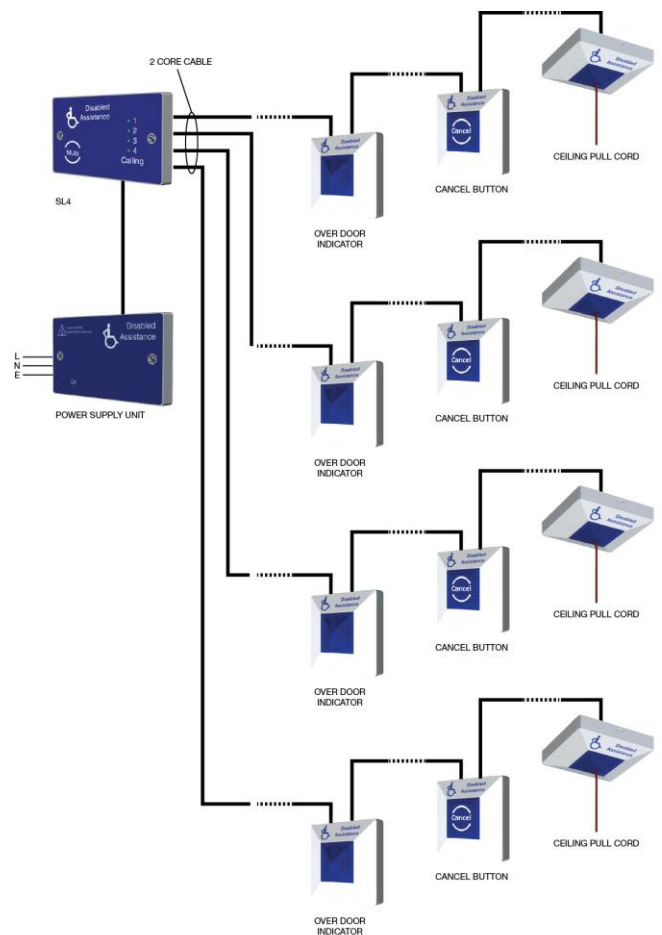 2 CORE CABLE
Disabled
Assistance
1
2
3
4
Mute
Calling
SL4
Disabled
Assistance
L
N
E
On
POWER SUPPLY UNIT
Disabled
Assistance
OVER DOOR
INDICATOR
Disabled
Assistance
Cancel
CANCEL BUTTON
Disabled
Assistance
CEILING PULL CORD
Disabled
Assistance
OVER DOOR
INDICATOR
Disabled
Assistance
Cancel
CANCEL BUTTON
Disabled
Assistance
CEILING PULL CORD
Disabled
Assistance
OVER DOOR
INDICATOR
Disabled
Assistance
Cancel
CANCEL BUTTON
Disabled
Assistance
CEILING PULL CORD
Disabled
Assistance
OVER DOOR
INDICATOR
Disabled
Assistance
Cancel
CANCEL BUTTON
Disabled
Assistance
CEILING PULL CORD